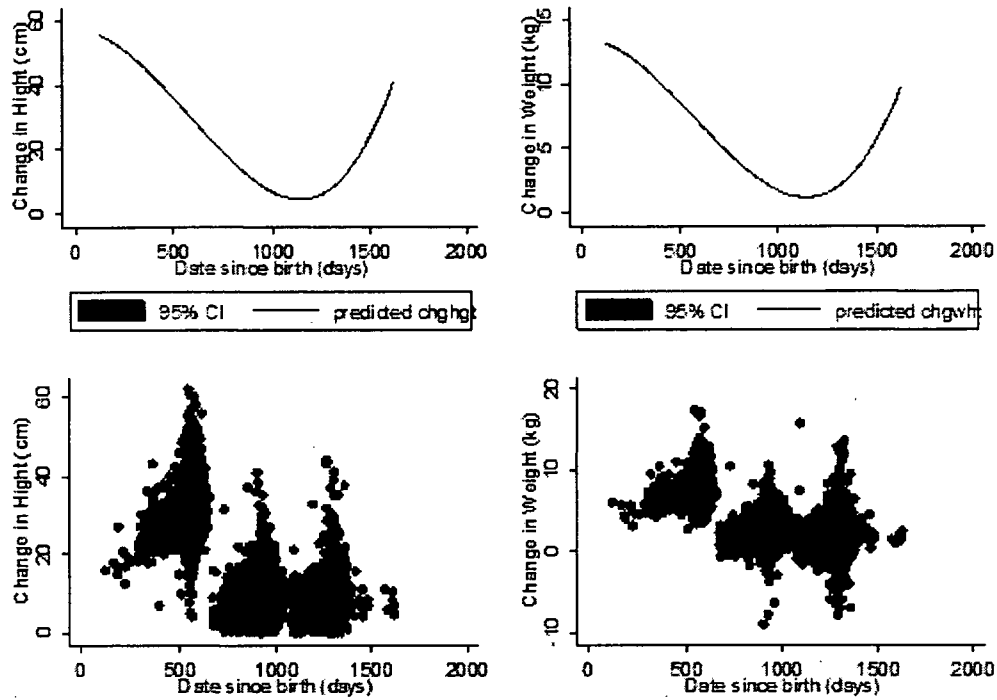 Change in Hight (cm)
60
40
20
0
0 500 1000 1500 2000
Date since birth (days)
95% CI predicted chghgt
Change in Weight (kg)
15
10
5
0
0 500 1000 1500 2000
Date since birth (days)
95% CI predicted chgwht
Change in Hight (cm)
60
40
20
0
0 500 1000 1500 2000
Date since birth (days)
Change in Weight (kg)
20
10
0
-10
0 500 1000 1500 2000
Date since birth (days)